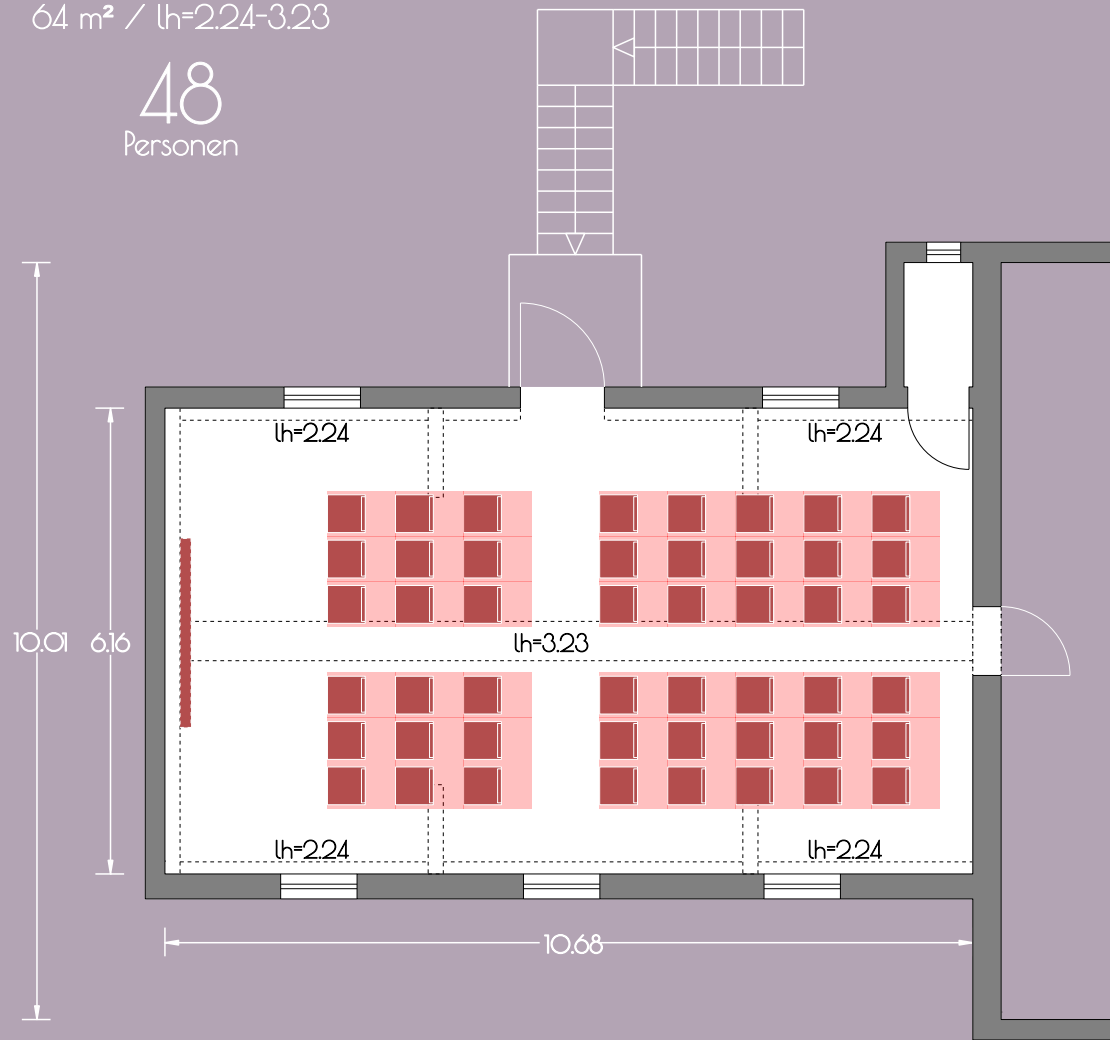 64 m² / lh=2.24-3.23
48
Personen
lh=2.24
lh=2.24
10.01
6.16
lh=3.23
lh=2.24
lh=2.24
10.68